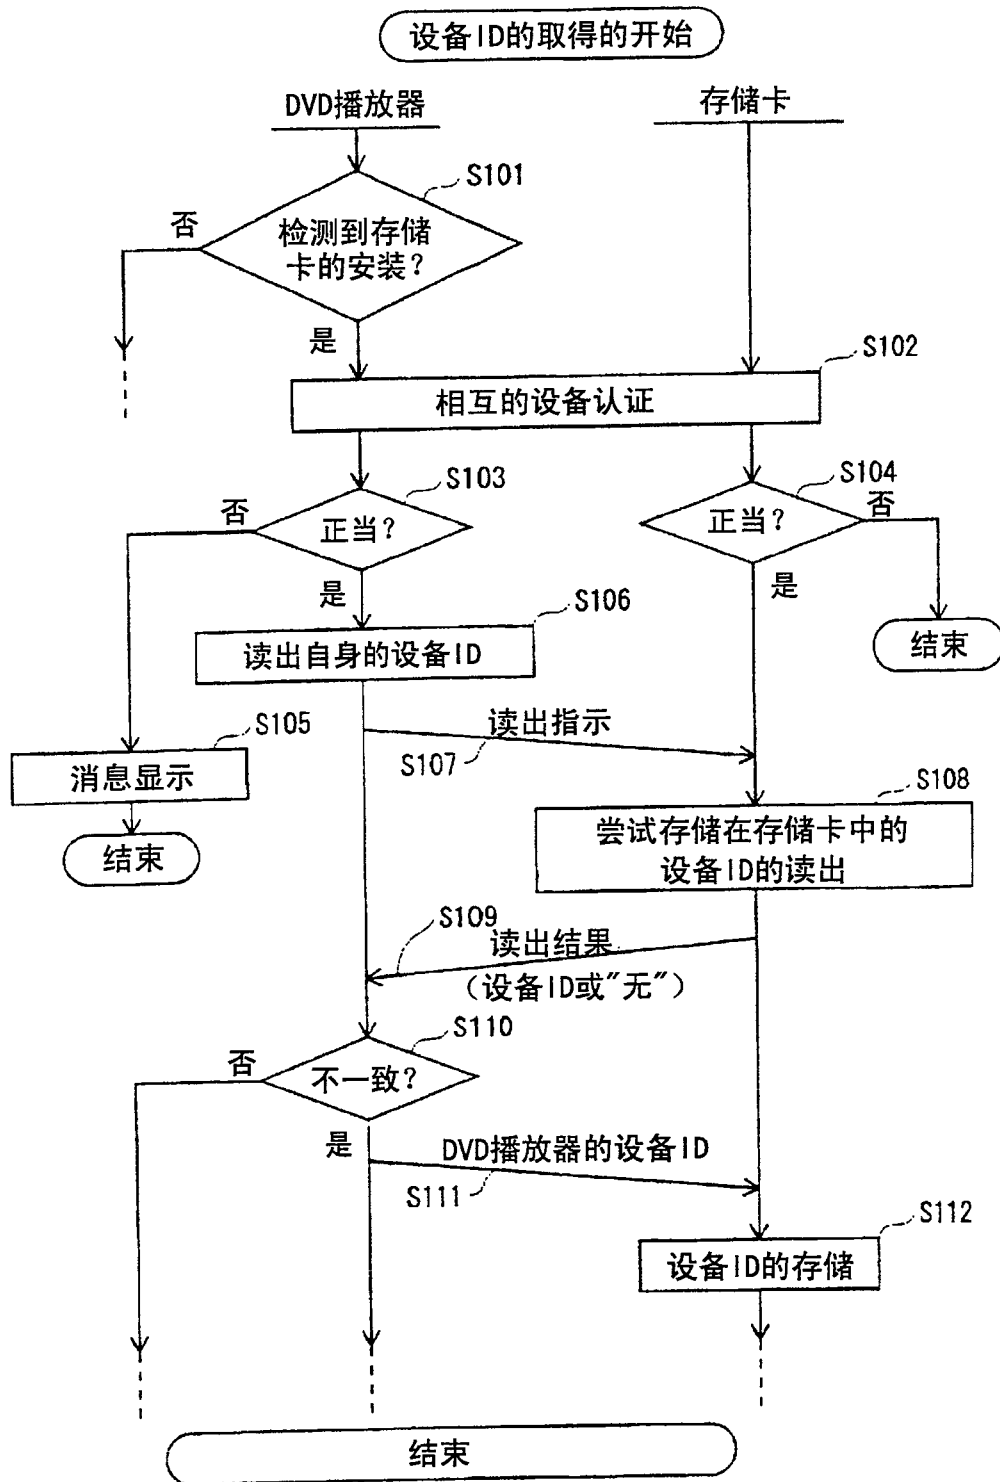 设备ID的取得的开始
DVD播放器
存储卡
S101
否
检测到存储
卡的安装？
是
S102
相互的设备认证
S103
S104
否
正当？
正当？
否
是
是
S106
读出自身的设备ID
结束
S105
读出指示
S107
消息显示
S108
结束
尝试存储在存储卡中的
设备ID的读出
S109
读出结果
（设备ID或"无"）
S110
否
不一致？
是
DVD播放器的设备ID
S111
S112
设备ID的存储
结束